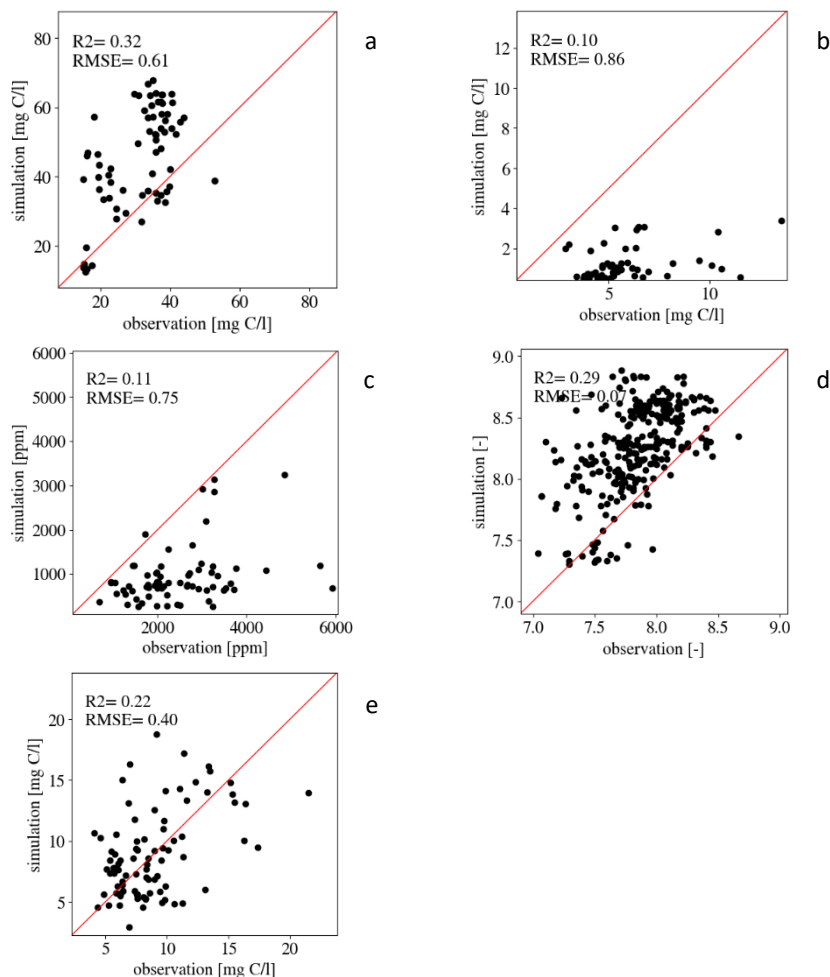 80
60
40
20
R2= 0.32
RMSE= 0.61
a
simulation [mg C/l]
20 40 60 80
observation [mg C/l]
12
10
8
6
4
2
R2= 0.10
RMSE= 0.86
b
simulation [mg C/l]
5 10
observation [mg C/l]
6000
5000
4000
3000
2000
1000
R2= 0.11
RMSE= 0.75
c
simulation [ppm]
2000 4000 6000
observation [ppm]
9.0
8.5
8.0
7.5
7.0
R2= 0.29
RMSE= 0.07
d
simulation [-]
7.0 7.5 8.0 8.5 9.0
observation [-]
20
15
10
5
R2= 0.22
RMSE= 0.40
e
simulation [mg C/l]
5 10 15 20
observation [mg C/l]